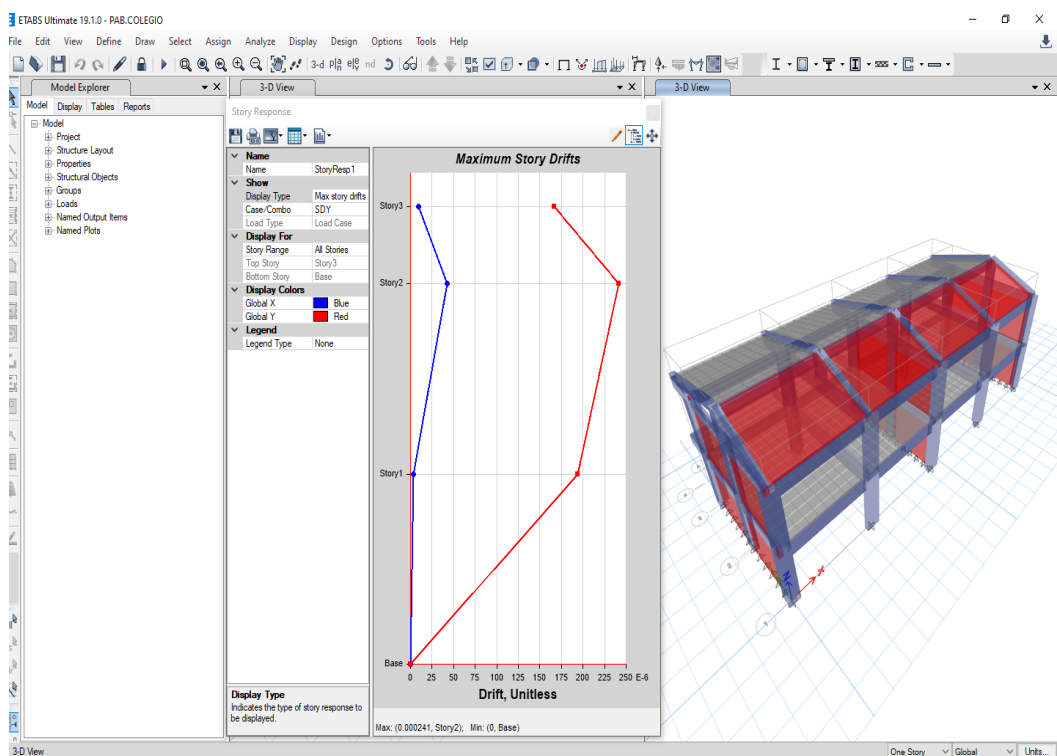 ETABS Ultimate 19.1.0 - PAB.COLEGIO
File Edit View Define Draw Select Assign Analyze Display Design Options Tools Help
3-d
nd
Model Explorer
Model Display Tables Reports
Model
Project
Structure Layout
Properties
Structural Objects
Groups
Loads
Named Output Items
Named Plots
3-D View
Story Response
Name
Name StoryResp1
Show
Display Type Max story drifts
Case/Combo SDY
Load Type Load Case
Display For
Story Range All Stories
Top Story Story3
Bottom Story Base
Display Colors
Global X Blue
Global Y Red
Legend
Legend Type None
Display Type
Indicates the type of story response to
be displayed.
Maximum Story Drifts
Story3
Story2
Story1
Base
0 25 50 75 100 125 150 175 200 225 250 E-6
Drift, Unitless
Max: (0.000241, Story2); Min: (0, Base)
3-D View
X
3-D View
One Story Global Units...